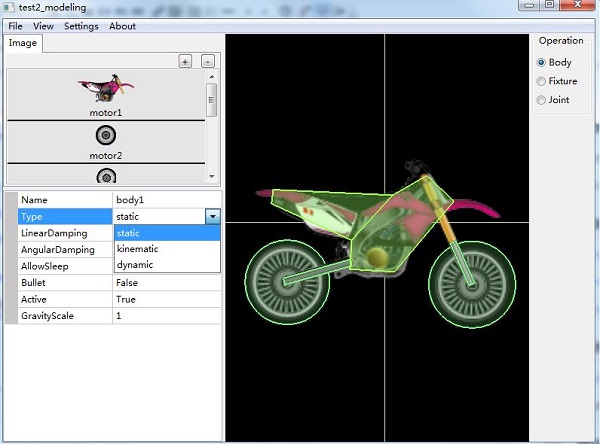 test2_modeling
File View Settings About
Image
+ -
motor1
motor2
Name body1
Type static
LinearDamping static
AngularDamping kinematic
AllowSleep dynamic
Bullet False
Active True
GravityScale 1
Operation
Body
Fixture
Joint